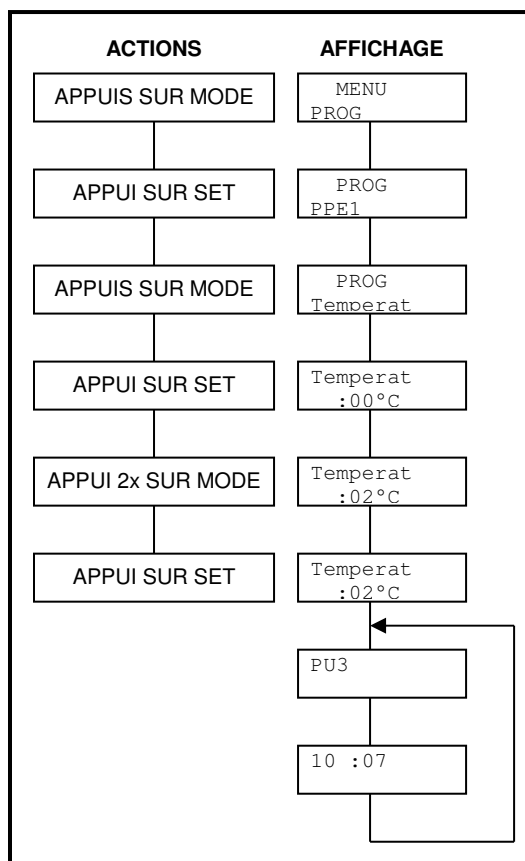 ACTIONS AFFICHAGE
APPUIS SUR MODE
MENU
PROG
APPUI SUR SET
PROG
PPE1
APPUIS SUR MODE
PROG
Temperat
APPUI SUR SET
Temperat
:00°C
APPUI 2x SUR MODE
Temperat
:02°C
APPUI SUR SET
Temperat
:02°C
PU3
10 :07